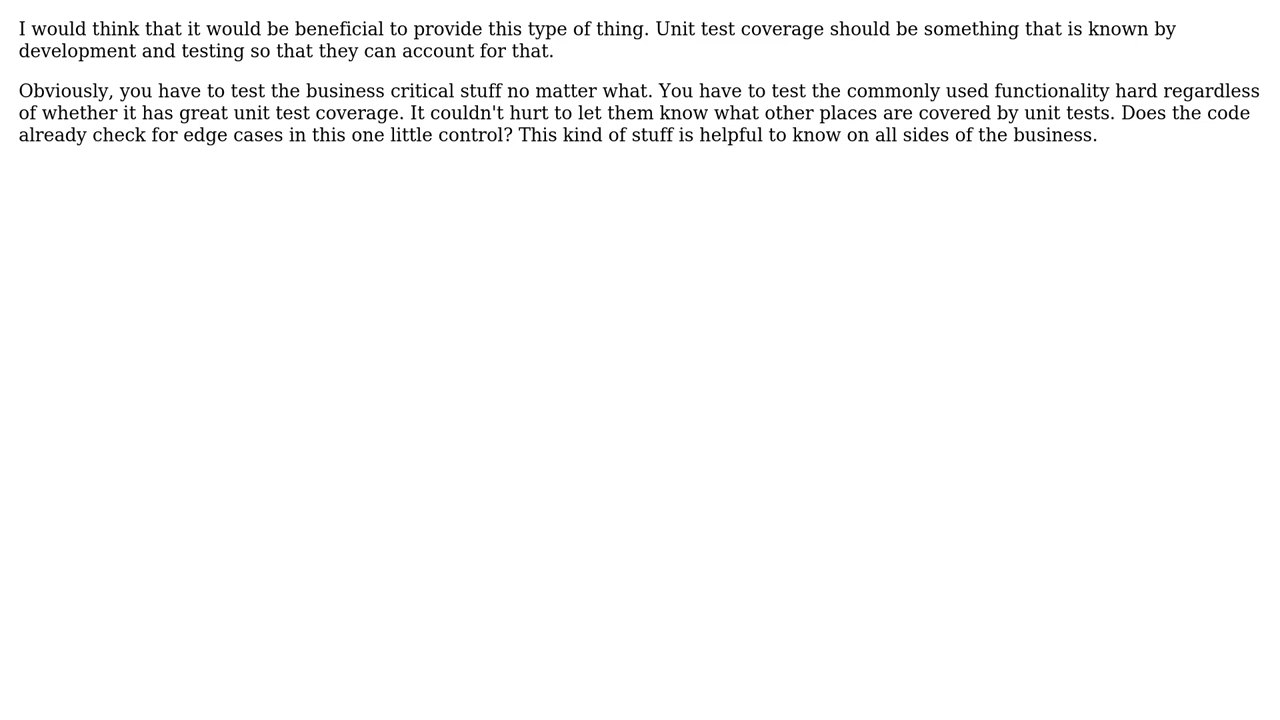 I would think that it would be beneficial to provide this type of thing. Unit test coverage should be something that is known by
development and testing so that they can account for that.
Obviously, you have to test the business critical stuff no matter what. You have to test the commonly used functionality hard regardless
of whether it has great unit test coverage. It couldn't hurt to let them know what other places are covered by unit tests. Does the code
already check for edge cases in this one little control? This kind of stuff is helpful to know on all sides of the business.